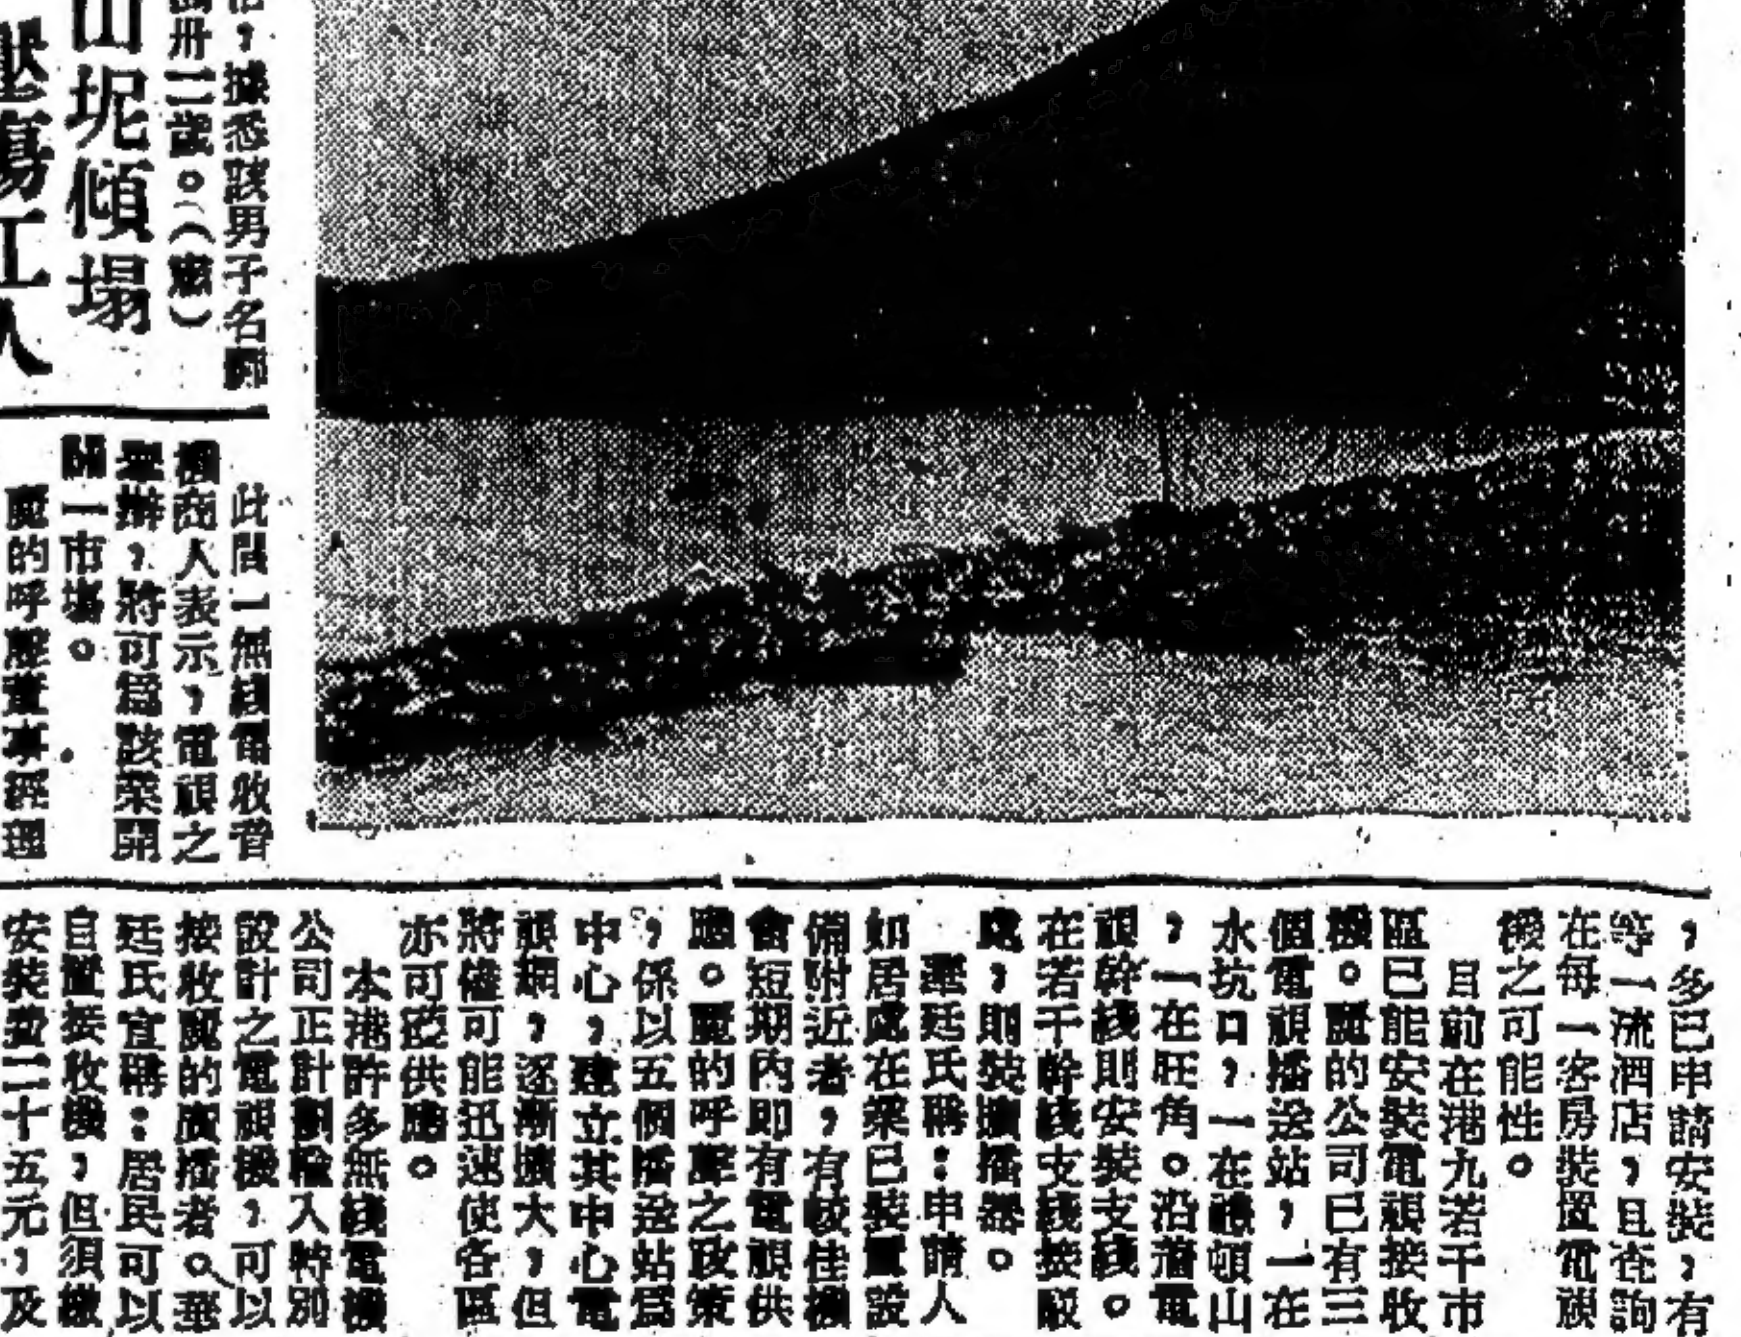 ，據悉該男子名鄭
卅二歲。（）
山坭傾塌
壓傷工人
此間一無綫電收音
機商人表示，電視之
舉辦，將可爲該業開
闢一市塲。
麗的呼聲董事經理
，多已申請安裝，有
等一流酒店，且在詢
在每一客房裝置電視
機之可能性。
目前在港九若干市
區已能安裝電視接收
機。麗的公司已有三
個電視播送站，一在
水坑口，一在頓山
，一在旺角。沿着電
視幹綫則安裝支綫。
在若干幹綫支綫接駁
處，則裝擴播器。
廷氏稱：申請人
如居處在業已裝置設
備附近者，有較佳機
會短期內即有電視供
應。麗的呼聲之政策
，係以五個播送站爲
中心，建立其中心電
視網，逐漸擴大，但
將儘可能迅速使各區
亦可獲供應。
本港許多無綫電機
公司正計劃輸入特別
設計之電視機，可以
接收麗的廣播者。
廷氏宣稱：居民可以
自置接收機，但須繳
安裝費二十五元，及